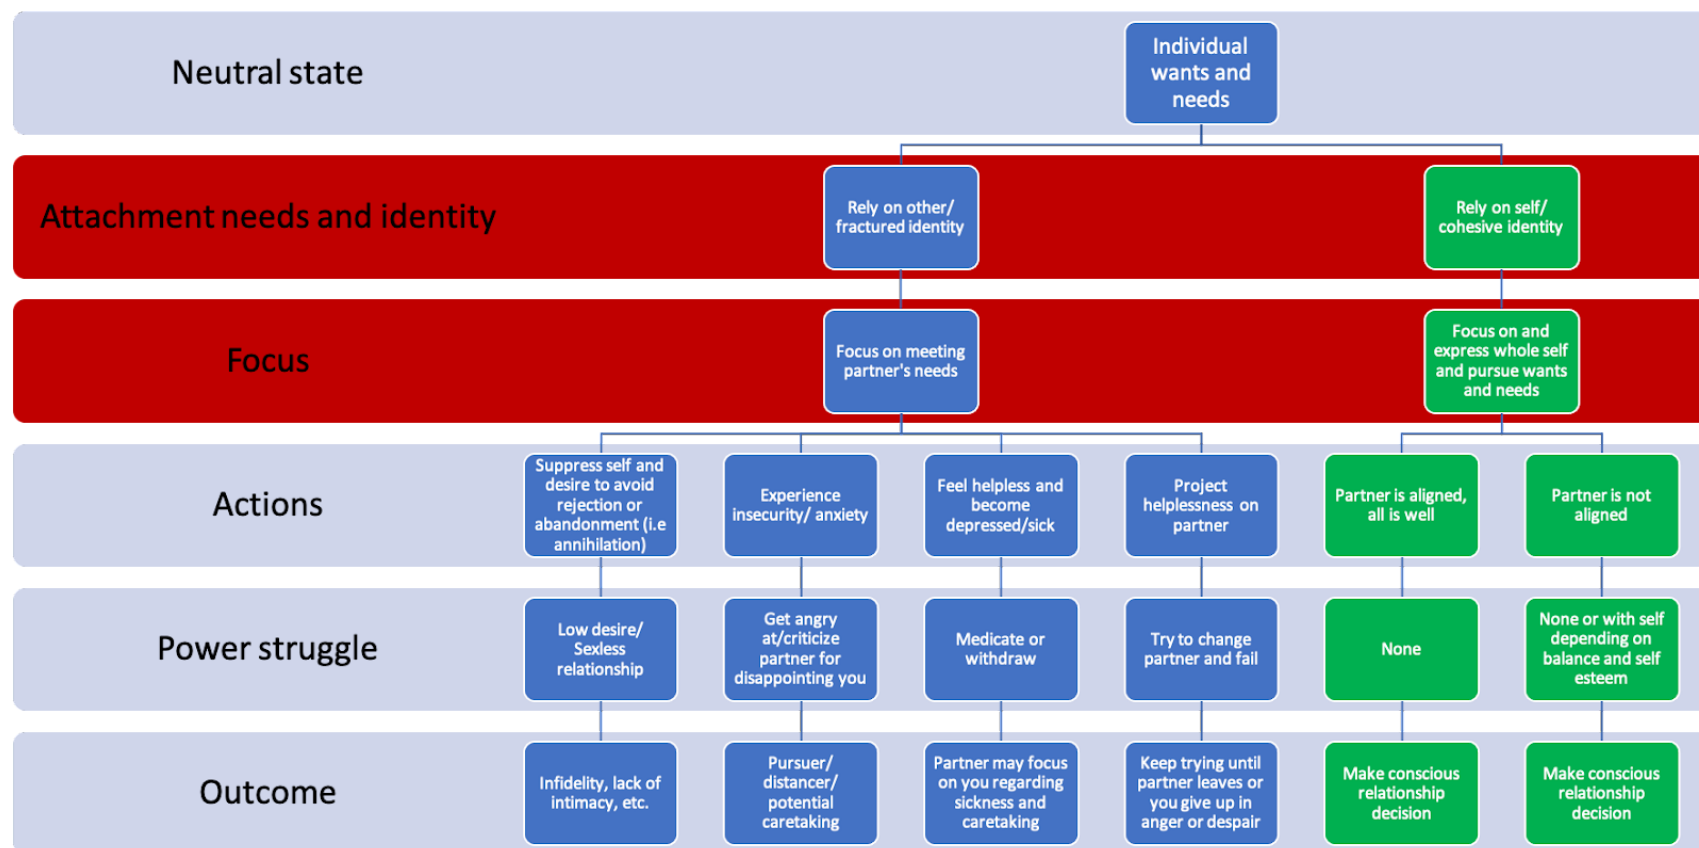 Neutral state
Individual
wants and
needs
Attachment needs and identity
Rely on other/
fractured identity
Rely on self/
cohesive identity
Focus
Focus on meeting
partner's needs
Focus on and
express whole self
and pursue wants
and needs
Actions
Suppress self and
desire to avoid
rejection or
abandonment (i.e
annihilation)
Experience
insecurity/ anxiety
Feel helpless and
become
depressed/sick
Project
helplessness on
partner
Partner is aligned,
all is well
Partner is not
aligned
Power struggle
Low desire/
Sexless
relationship
Get angry
at/criticize
partner for
disappointing you
Medicate or
withdraw
Try to change
partner and fail
None
None or with self
depending on
balance and self
esteem
Outcome
Infidelity, lack of
intimacy, etc.
Pursuer/
distancer/
potential
caretaking
Partner may focus
on you regarding
sickness and
caretaking
Keep trying until
partner leaves or
you give up in
anger or despair
Make conscious
relationship
decision
Make conscious
relationship
decision